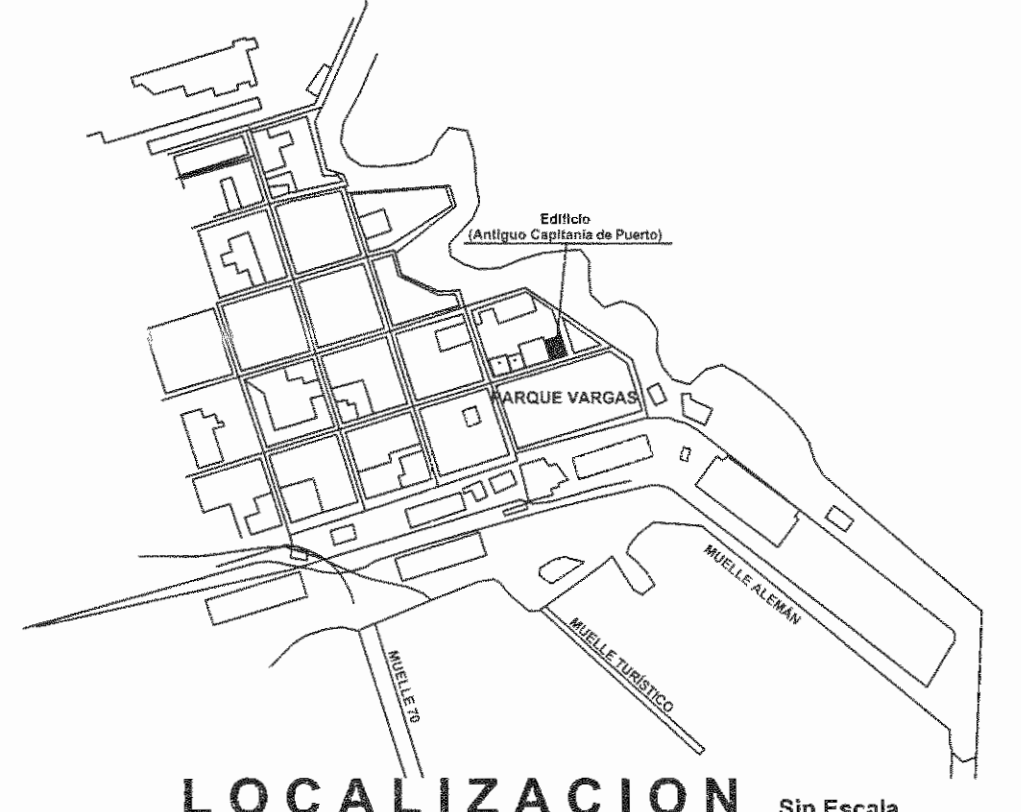 Edificio
(Antiguo Capitania de Puerto)
PARQUE VARGAS
MUELLE ALEMÁN
MUELLE TURÍSTICO
MUELLE 70
LOCALIZACION Sin Escala